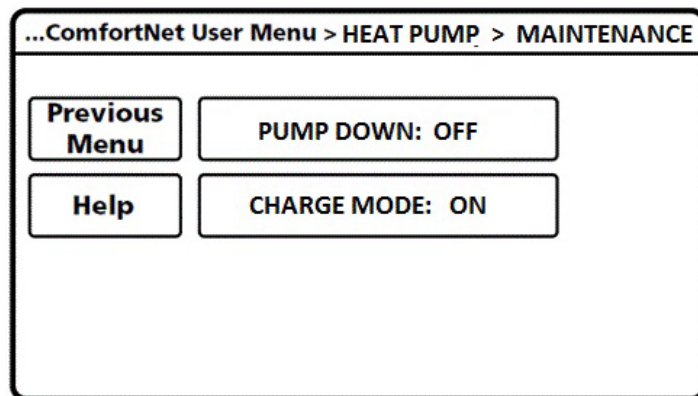 ...ComfortNet User Menu > HEAT PUMP > MAINTENANCE
Previous
Menu
PUMP DOWN: OFF
Help
CHARGE MODE: ON